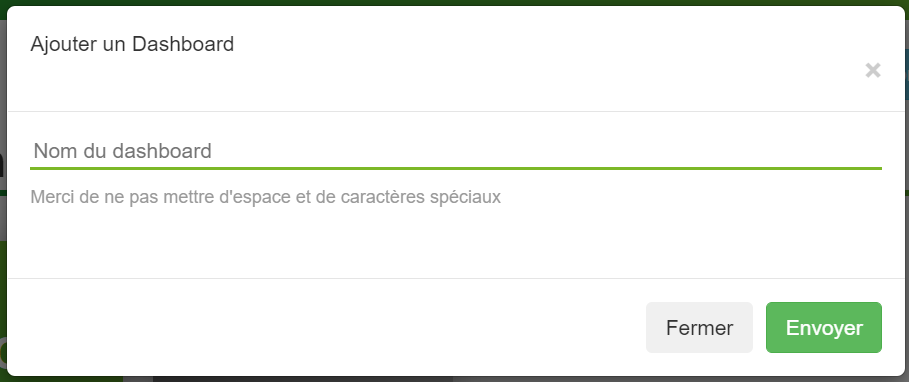 Ajouter un Dashboard
×
Nom du dashboard
Merci de ne pas mettre d'espace et de caractères spéciaux
Fermer
Envoyer